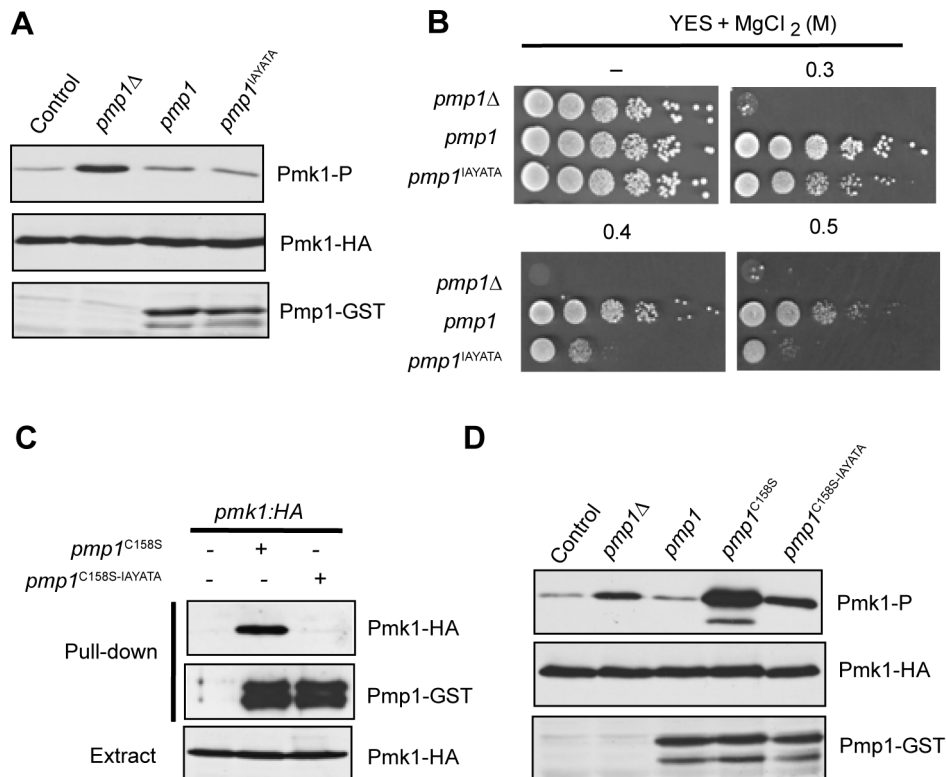 A
Control
pmp1Δ
pmp1
pmp1IAYATA
Pmk1-P
Pmk1-HA
Pmp1-GST
B
YES + MgCl 2 (M)
–
0.3
pmp1Δ
pmp1
pmp1IAYATA
0.4
0.5
pmp1Δ
pmp1
pmp1IAYATA
C
pmk1:HA
pmp1C158S - + -
pmp1C158S-IAYATA - - +
Pull-down
Pmk1-HA
Pmp1-GST
Extract
Pmk1-HA
D
Control
pmp1Δ
pmp1
pmp1C158S
pmp1C158S-IAYATA
Pmk1-P
Pmk1-HA
Pmp1-GST